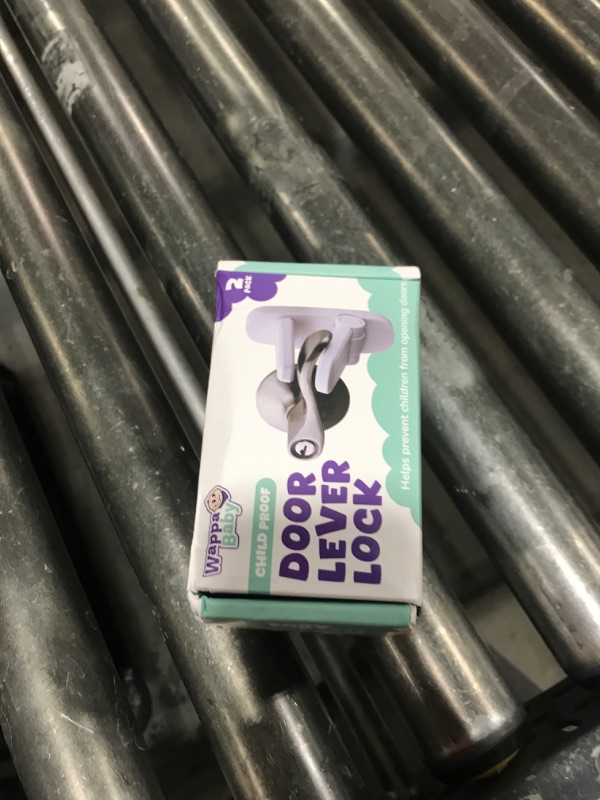 2
PACK
Wappa
Baby
CHILD PROOF
DOOR
LEVER
LOCK
Helps prevent children from opening doors